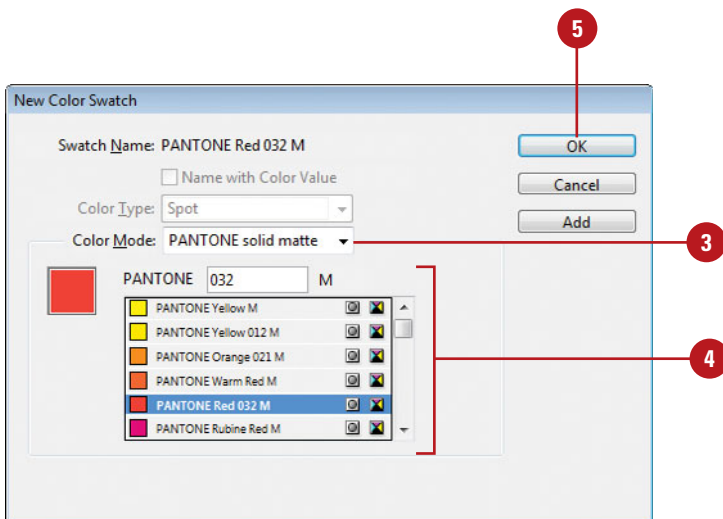 5
New Color Swatch
Swatch Name: PANTONE Red 032 M
OK
Name with Color Value
Cancel
Color Type: Spot
Add
Color Mode: PANTONE solid matte
3
PANTONE 032 M
PANTONE Yellow M
PANTONE Yellow 012 M
PANTONE Orange 021 M
4
PANTONE Warm Red M
PANTONE Red 032 M
PANTONE Rubine Red M